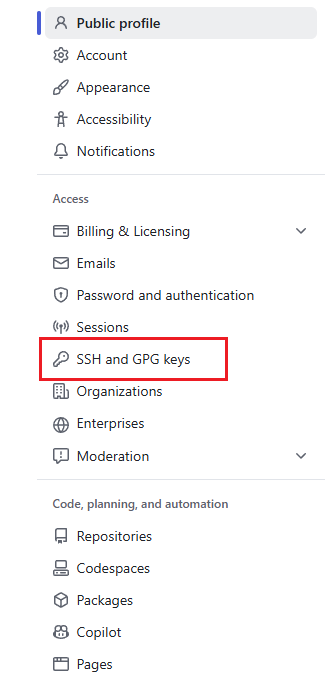 Public profile
Account
Appearance
Accessibility
Notifications
Access
Billing & Licensing
Emails
Password and authentication
Sessions
SSH and GPG keys
Organizations
Enterprises
Moderation
Code, planning, and automation
Repositories
Codespaces
Packages
Copilot
Pages